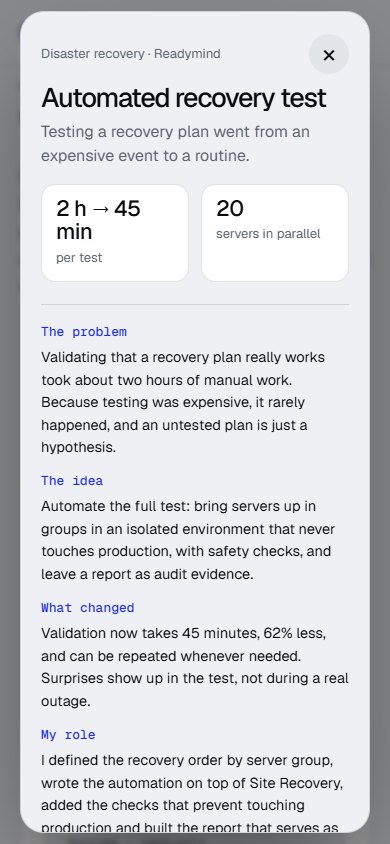 Disaster recovery · Readymind
×
Automated recovery test
Testing a recovery plan went from an
expensive event to a routine.
2 h → 45
min
per test
20
servers in parallel
The problem
Validating that a recovery plan really works
took about two hours of manual work.
Because testing was expensive, it rarely
happened, and an untested plan is just a
hypothesis.
The idea
Automate the full test: bring servers up in
groups in an isolated environment that never
touches production, with safety checks, and
leave a report as audit evidence.
What changed
Validation now takes 45 minutes, 62% less,
and can be repeated whenever needed.
Surprises show up in the test, not during a real
outage.
My role
I defined the recovery order by server group,
wrote the automation on top of Site Recovery,
added the checks that prevent touching
production and built the report that serves as